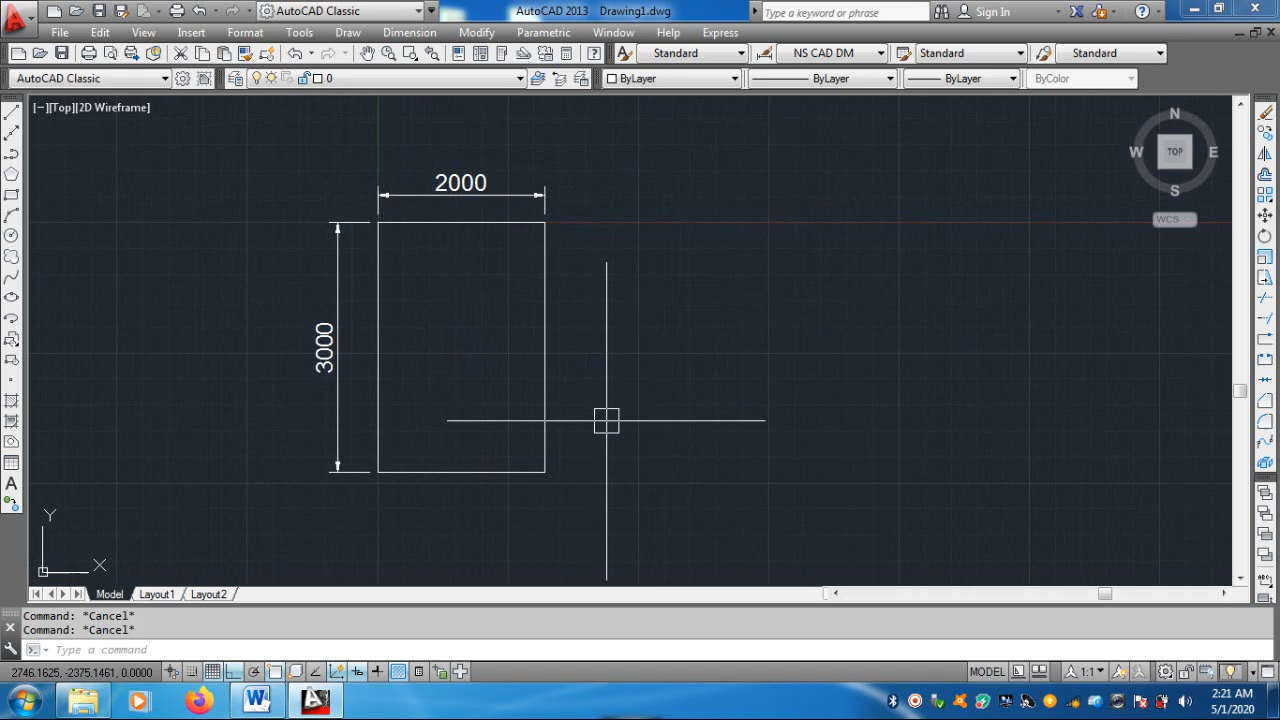 AutoCAD Classic AutoCAD 2013 Drawing1.dwg Type a keyword or phrase Sign In
File Edit View Insert Format Tools Draw Dimension Modify Parametric Window Help Express
Standard NS CAD DM Standard Standard
AutoCAD Classic 0 ByLayer ByLayer ByLayer ByColor
[−][Top][2D Wireframe]
N
W TOP E
S
WCS
2000
3000
Y
X
Model Layout1 Layout2
Command: *Cancel*
Command: *Cancel*
Type a command
2746.1625, -2375.1461, 0.0000 MODEL 1:1
2:21 AM
5/1/2020